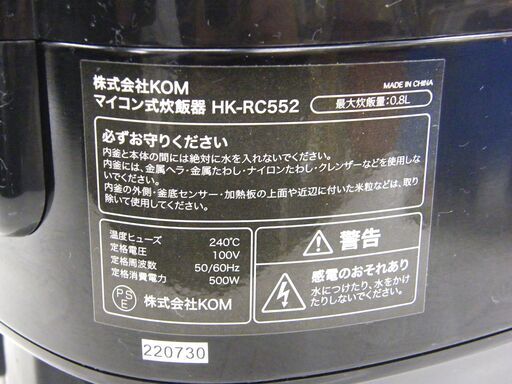 株式会社KOM
マイコン式炊飯器 HK-RC552
MADE IN CHINA
最大炊飯量:0.8L
必ずお守りください
内釜と本体の間には絶対に水を入れないでください。
内釜には、金属ヘラ・金属たわし・ナイロンたわし・クレンザーなどを使用しな
いでください。
内釜の外側・釜底センサー・加熱板の上面や近辺に付いた米粒などは、取り
除いて使用してください。
温度ヒューズ 240℃
定格電圧 100V
定格周波数 50/60Hz
定格消費電力 500W
PSE 株式会社KOM
警告
感電のおそれあり
水につけたり、水をかけ
たりしないでください。
220730